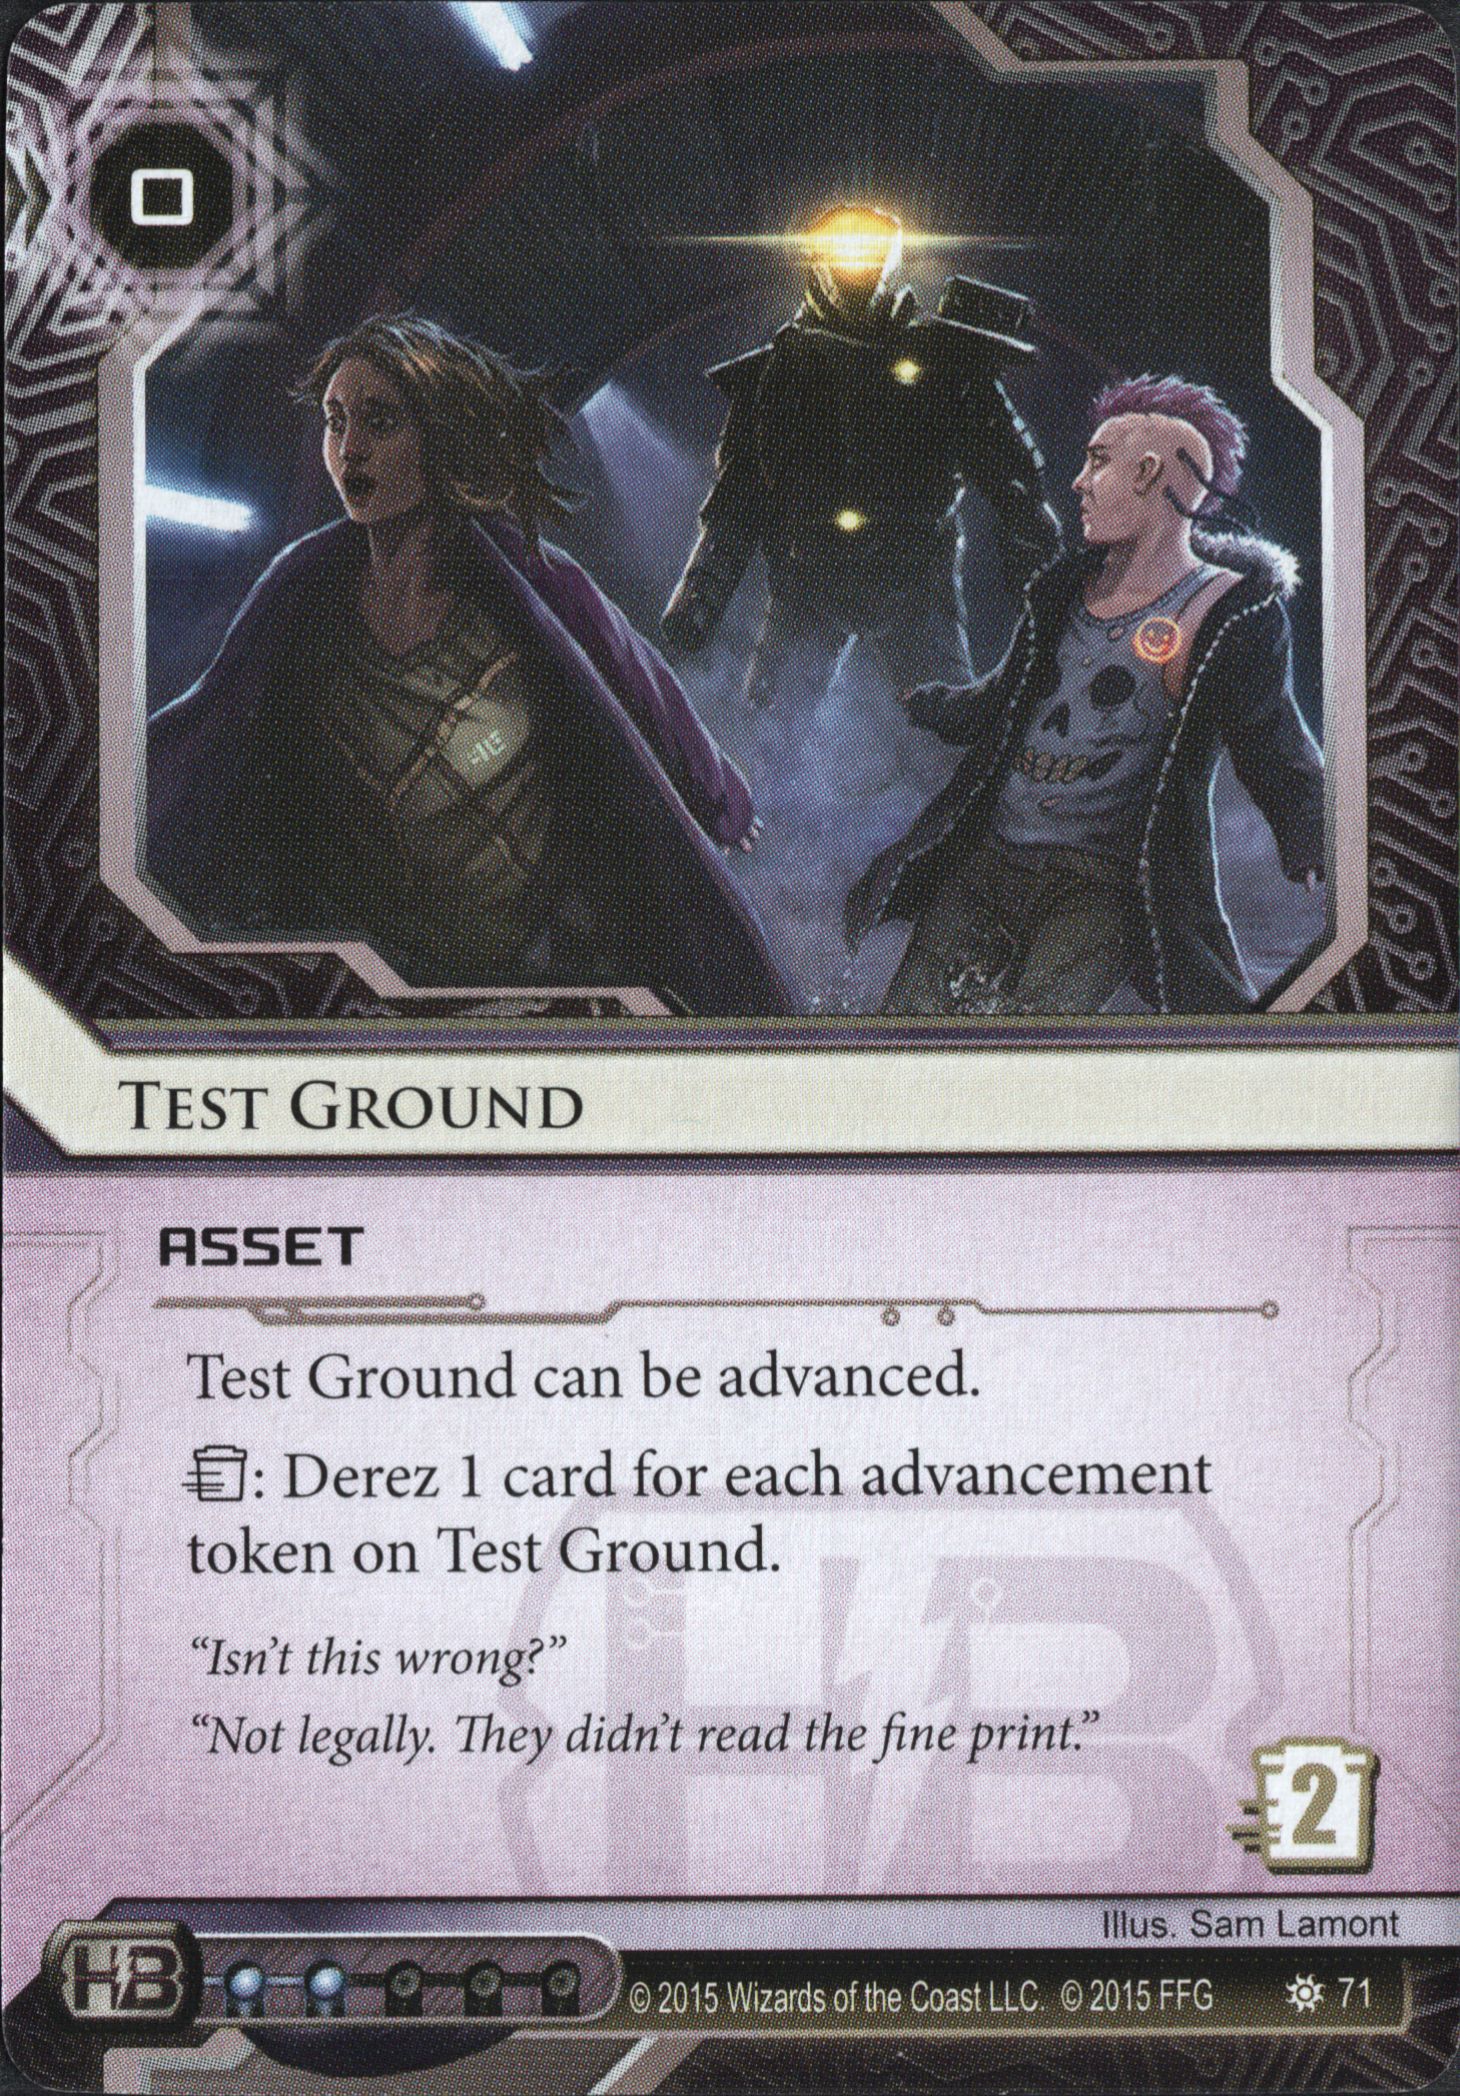 0
TEST GROUND
ASSET
Test Ground can be advanced.
: Derez 1 card for each advancement
token on Test Ground.
“Isn’t this wrong?”
“Not legally. They didn’t read the fine print.”
2
Illus. Sam Lamont
HB
© 2015 Wizards of the Coast LLC. © 2015 FFG
71